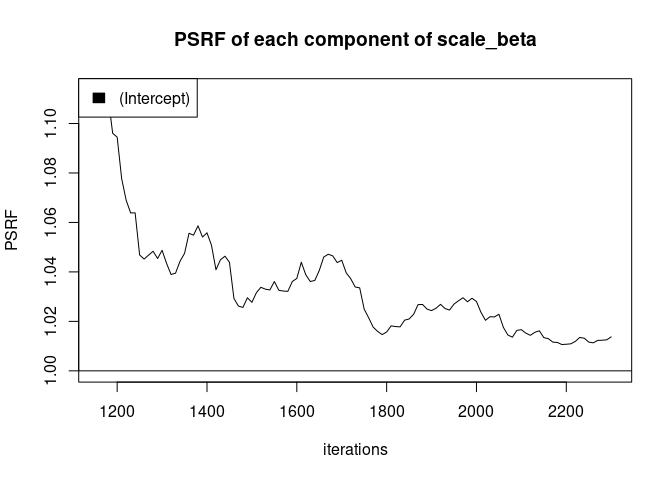 PSRF of each component of scale_beta
(Intercept)
PSRF
1.10
1.08
1.06
1.04
1.02
1.00
1200 1400 1600 1800 2000 2200
iterations